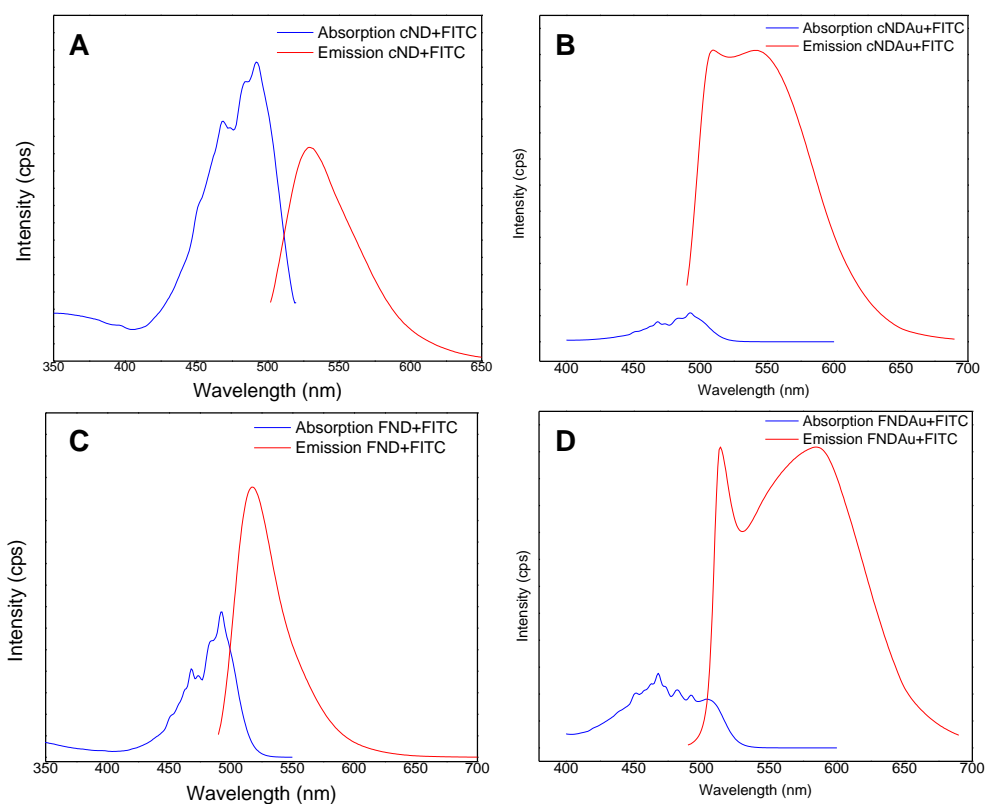 A
Absorption cND+FITC
Emission cND+FITC
Intensity (cps)
350 400 450 500 550 600 650
Wavelength (nm)
B
Absorption cNDAu+FITC
Emission cNDAu+FITC
Intensity (cps)
400 450 500 550 600 650 700
Wavelength (nm)
C
Absorption FND+FITC
Emission FND+FITC
Intensity (cps)
350 400 450 500 550 600 650 700
Wavelength (nm)
D
Absorption FNDAu+FITC
Emission FNDAu+FITC
Intensity (cps)
400 450 500 550 600 650 700
Wavelength (nm)